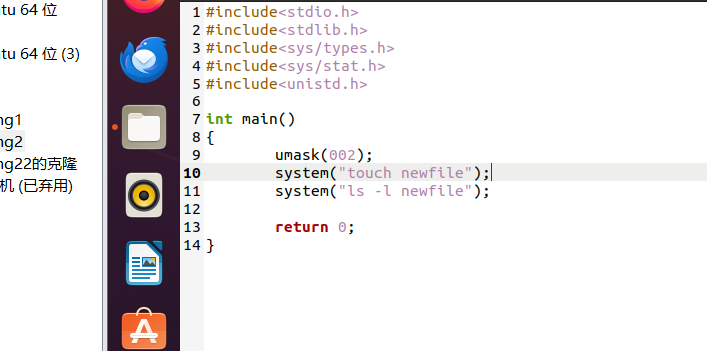 ntu 64 位
ntu 64 位 (3)
ng1
ng2
ng22的克隆
机 (已弃用)
1 #include<stdio.h>
2 #include<stdlib.h>
3 #include<sys/types.h>
4 #include<sys/stat.h>
5 #include<unistd.h>
6
7 int main()
8 {
9         umask(002);
10         system("touch newfile");
11         system("ls -l newfile");
12
13         return 0;
14 }